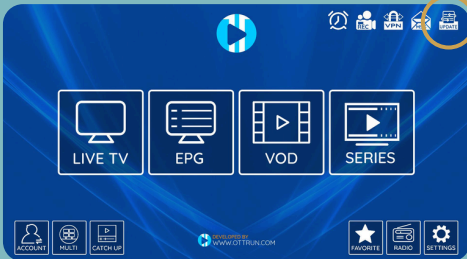 REC
VPN
UPDATE
LIVE TV
EPG
VOD
SERIES
ACCOUNT
MULTI
CATCH UP
DEVELOPED BY
WWW.OTTRUN.COM
FAVORITE
RADIO
SETTINGS